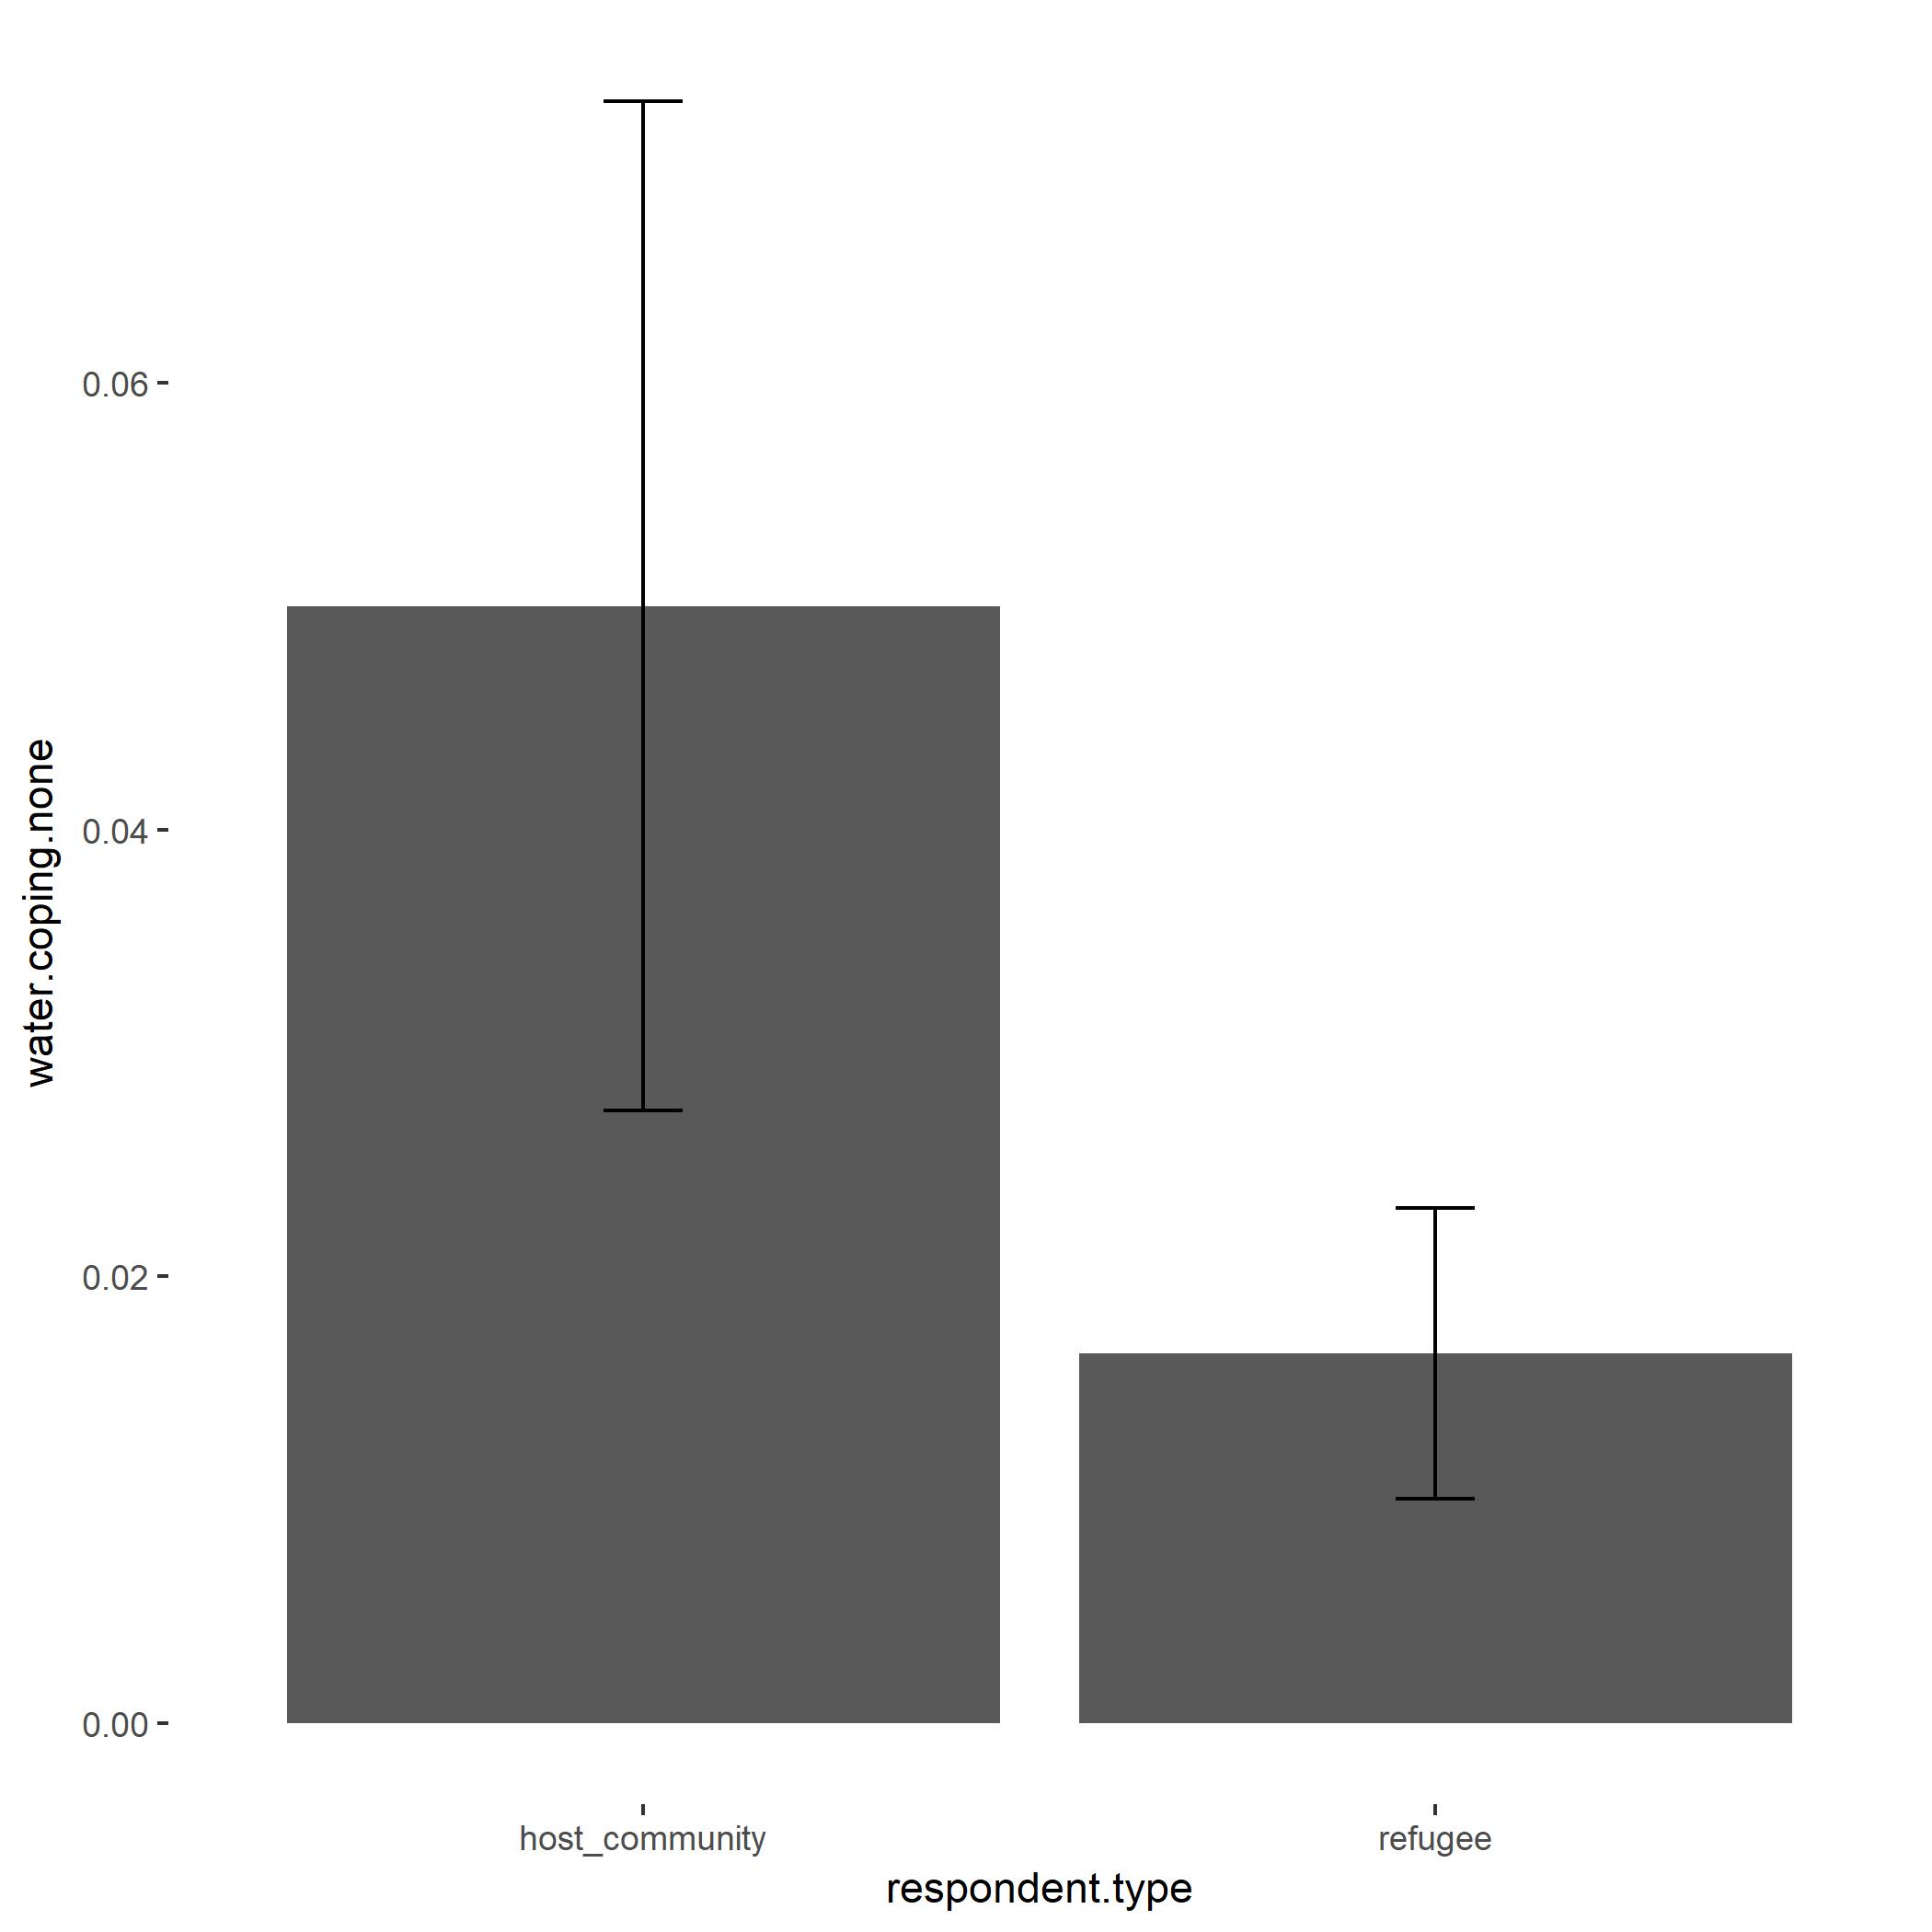 water.coping.none
0.06
0.04
0.02
0.00
host_community
refugee
respondent.type